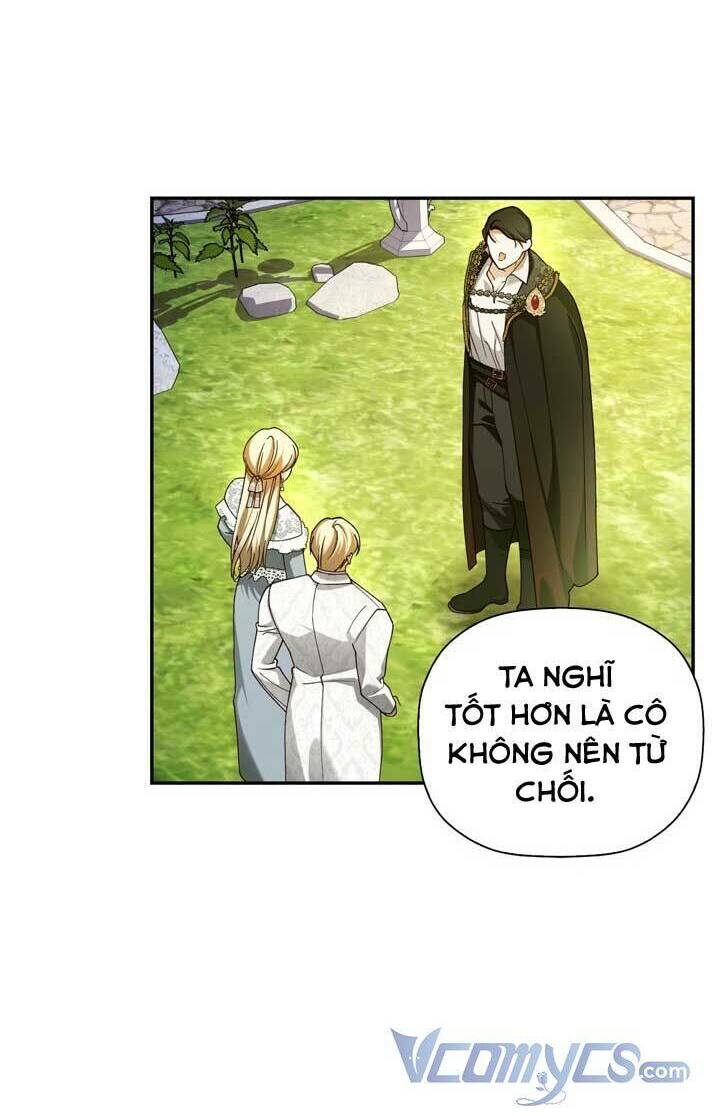 TA NGHĨ
TỐT HƠN LÀ CÔ
KHÔNG NÊN TỪ
CHỐI.
VCOMYCS.com